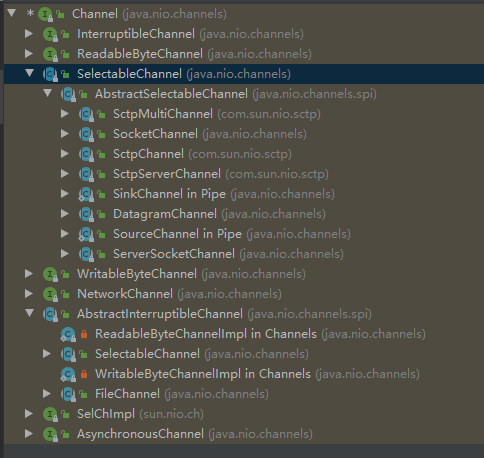 * Channel (java.nio.channels)
InterruptibleChannel (java.nio.channels)
ReadableByteChannel (java.nio.channels)
SelectableChannel (java.nio.channels)
AbstractSelectableChannel (java.nio.channels.spi)
SctpMultiChannel (com.sun.nio.sctp)
SocketChannel (java.nio.channels)
SctpChannel (com.sun.nio.sctp)
SctpServerChannel (com.sun.nio.sctp)
SinkChannel in Pipe (java.nio.channels)
DatagramChannel (java.nio.channels)
SourceChannel in Pipe (java.nio.channels)
ServerSocketChannel (java.nio.channels)
WritableByteChannel (java.nio.channels)
NetworkChannel (java.nio.channels)
AbstractInterruptibleChannel (java.nio.channels.spi)
ReadableByteChannelImpl in Channels (java.nio.channels)
SelectableChannel (java.nio.channels)
WritableByteChannelImpl in Channels (java.nio.channels)
FileChannel (java.nio.channels)
SelChImpl (sun.nio.ch)
AsynchronousChannel (java.nio.channels)